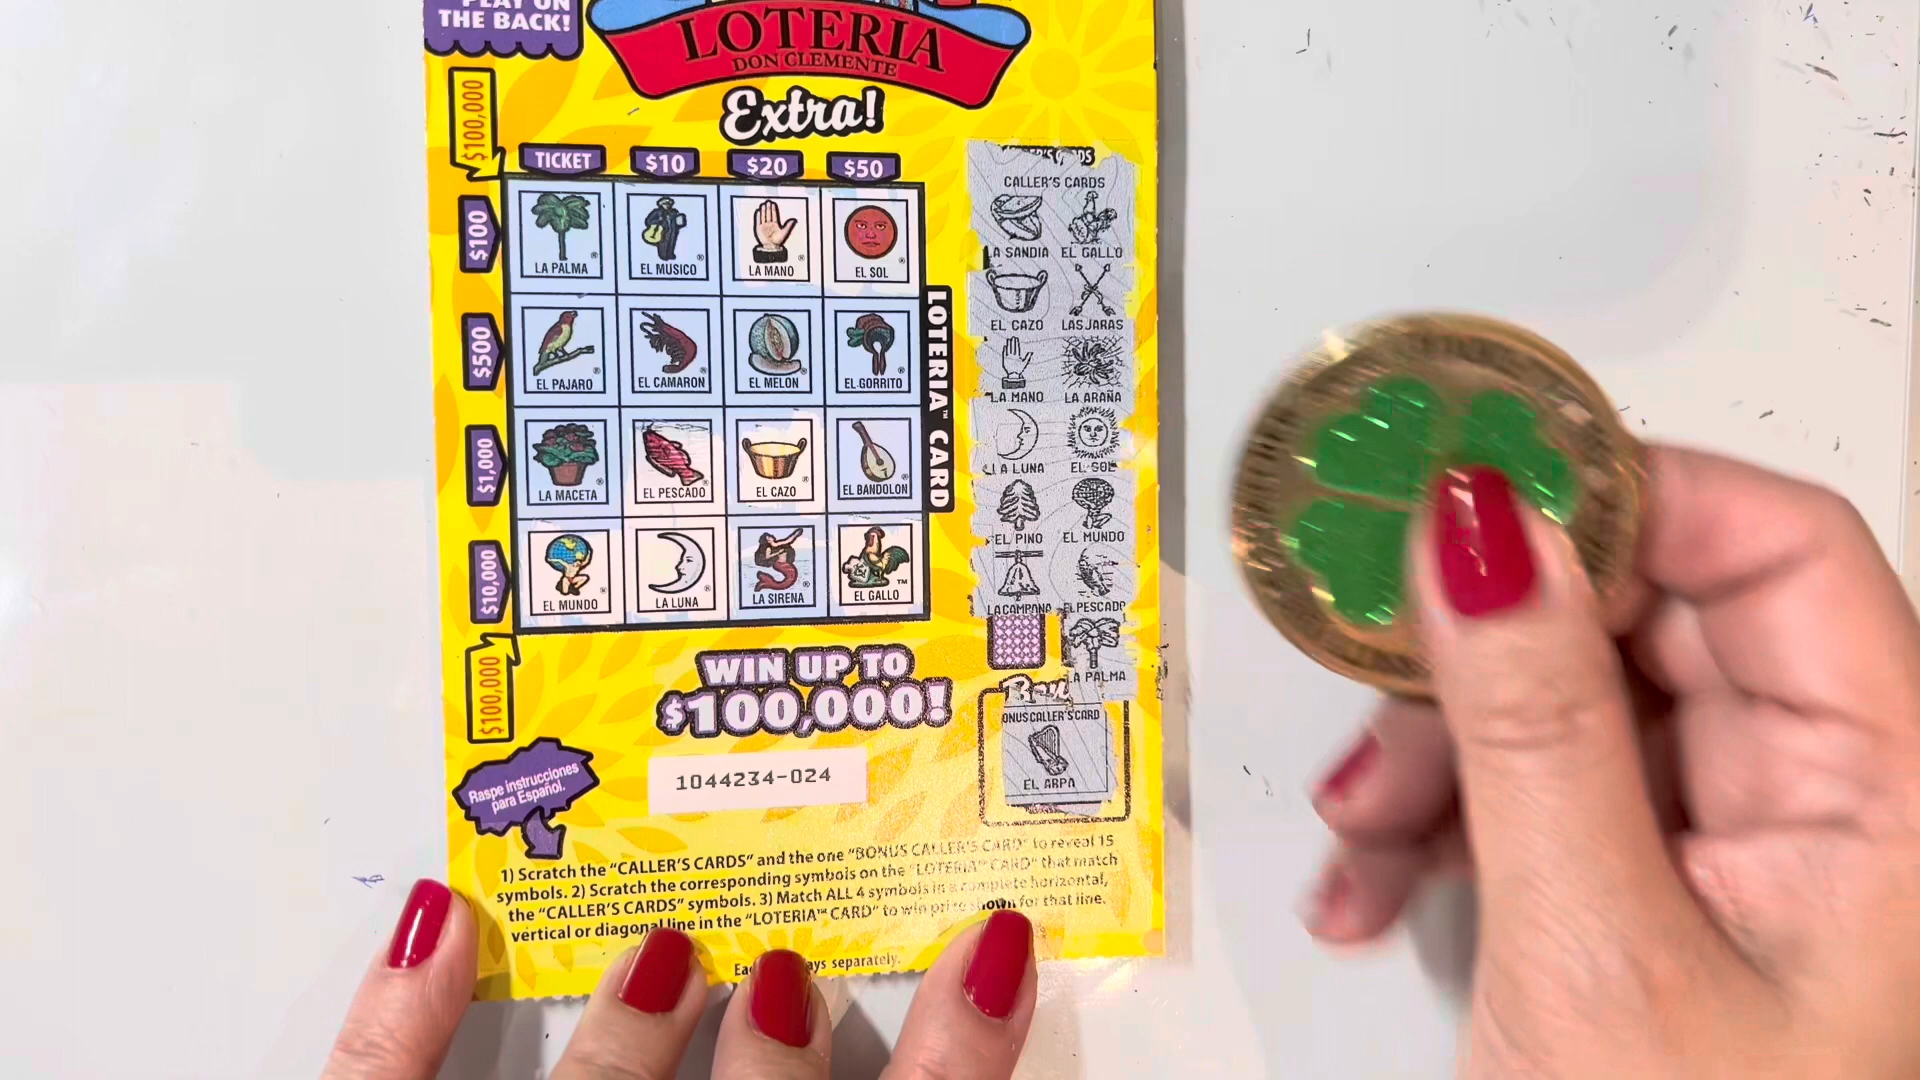 PLAY ON
THE BACK!
LOTERIA
DON CLEMENTE
Extra!
$100,000
TICKET
$10
$20
$50
$100
$500
$1,000
$10,000
$100,000
LA PALMA
EL MUSICO
LA MANO
EL SOL
EL PAJARO
EL CAMARON
EL MELON
EL GORRITO
LA MACETA
EL PESCADO
EL CAZO
EL BANDOLON
EL MUNDO
LA LUNA
LA SIRENA
EL GALLO
LOTERIA™ CARD
CALLER'S CARDS
LA SANDIA EL GALLO
EL CAZO LAS JARAS
LA MANO LA ARAÑA
LA LUNA EL SOL
EL PINO EL MUNDO
LA CAMPANA EL PESCADO
LA PALMA
ONUS CALLER'S CARD
EL ARPA
WIN UP TO
$100,000!
1044234-024
Raspe instrucciones
para Español.
1) Scratch the "CALLER'S CARDS" and the one "BONUS CALLER'S CARD" to reveal 15
symbols. 2) Scratch the corresponding symbols on the "LOTERIA™ CARD" that match
the "CALLER'S CARDS" symbols. 3) Match ALL 4 symbols in a complete horizontal,
vertical or diagonal line in the "LOTERIA™ CARD" to win prize shown for that line.
separately.